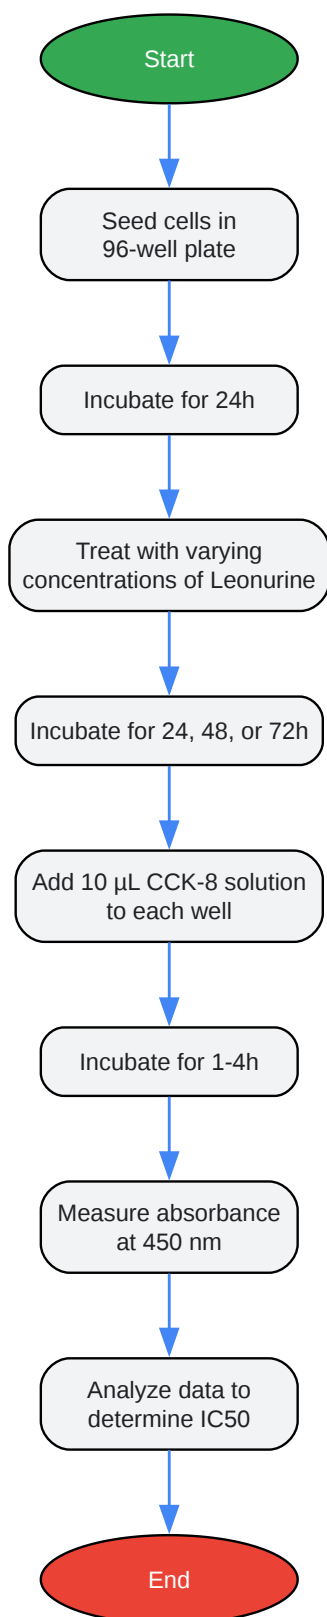 Start
Seed cells in
96-well plate
Incubate for 24h
Treat with varying
concentrations of Leonurine
Incubate for 24, 48, or 72h
Add 10 µL CCK-8 solution
to each well
Incubate for 1-4h
Measure absorbance
at 450 nm
Analyze data to
determine IC50
End